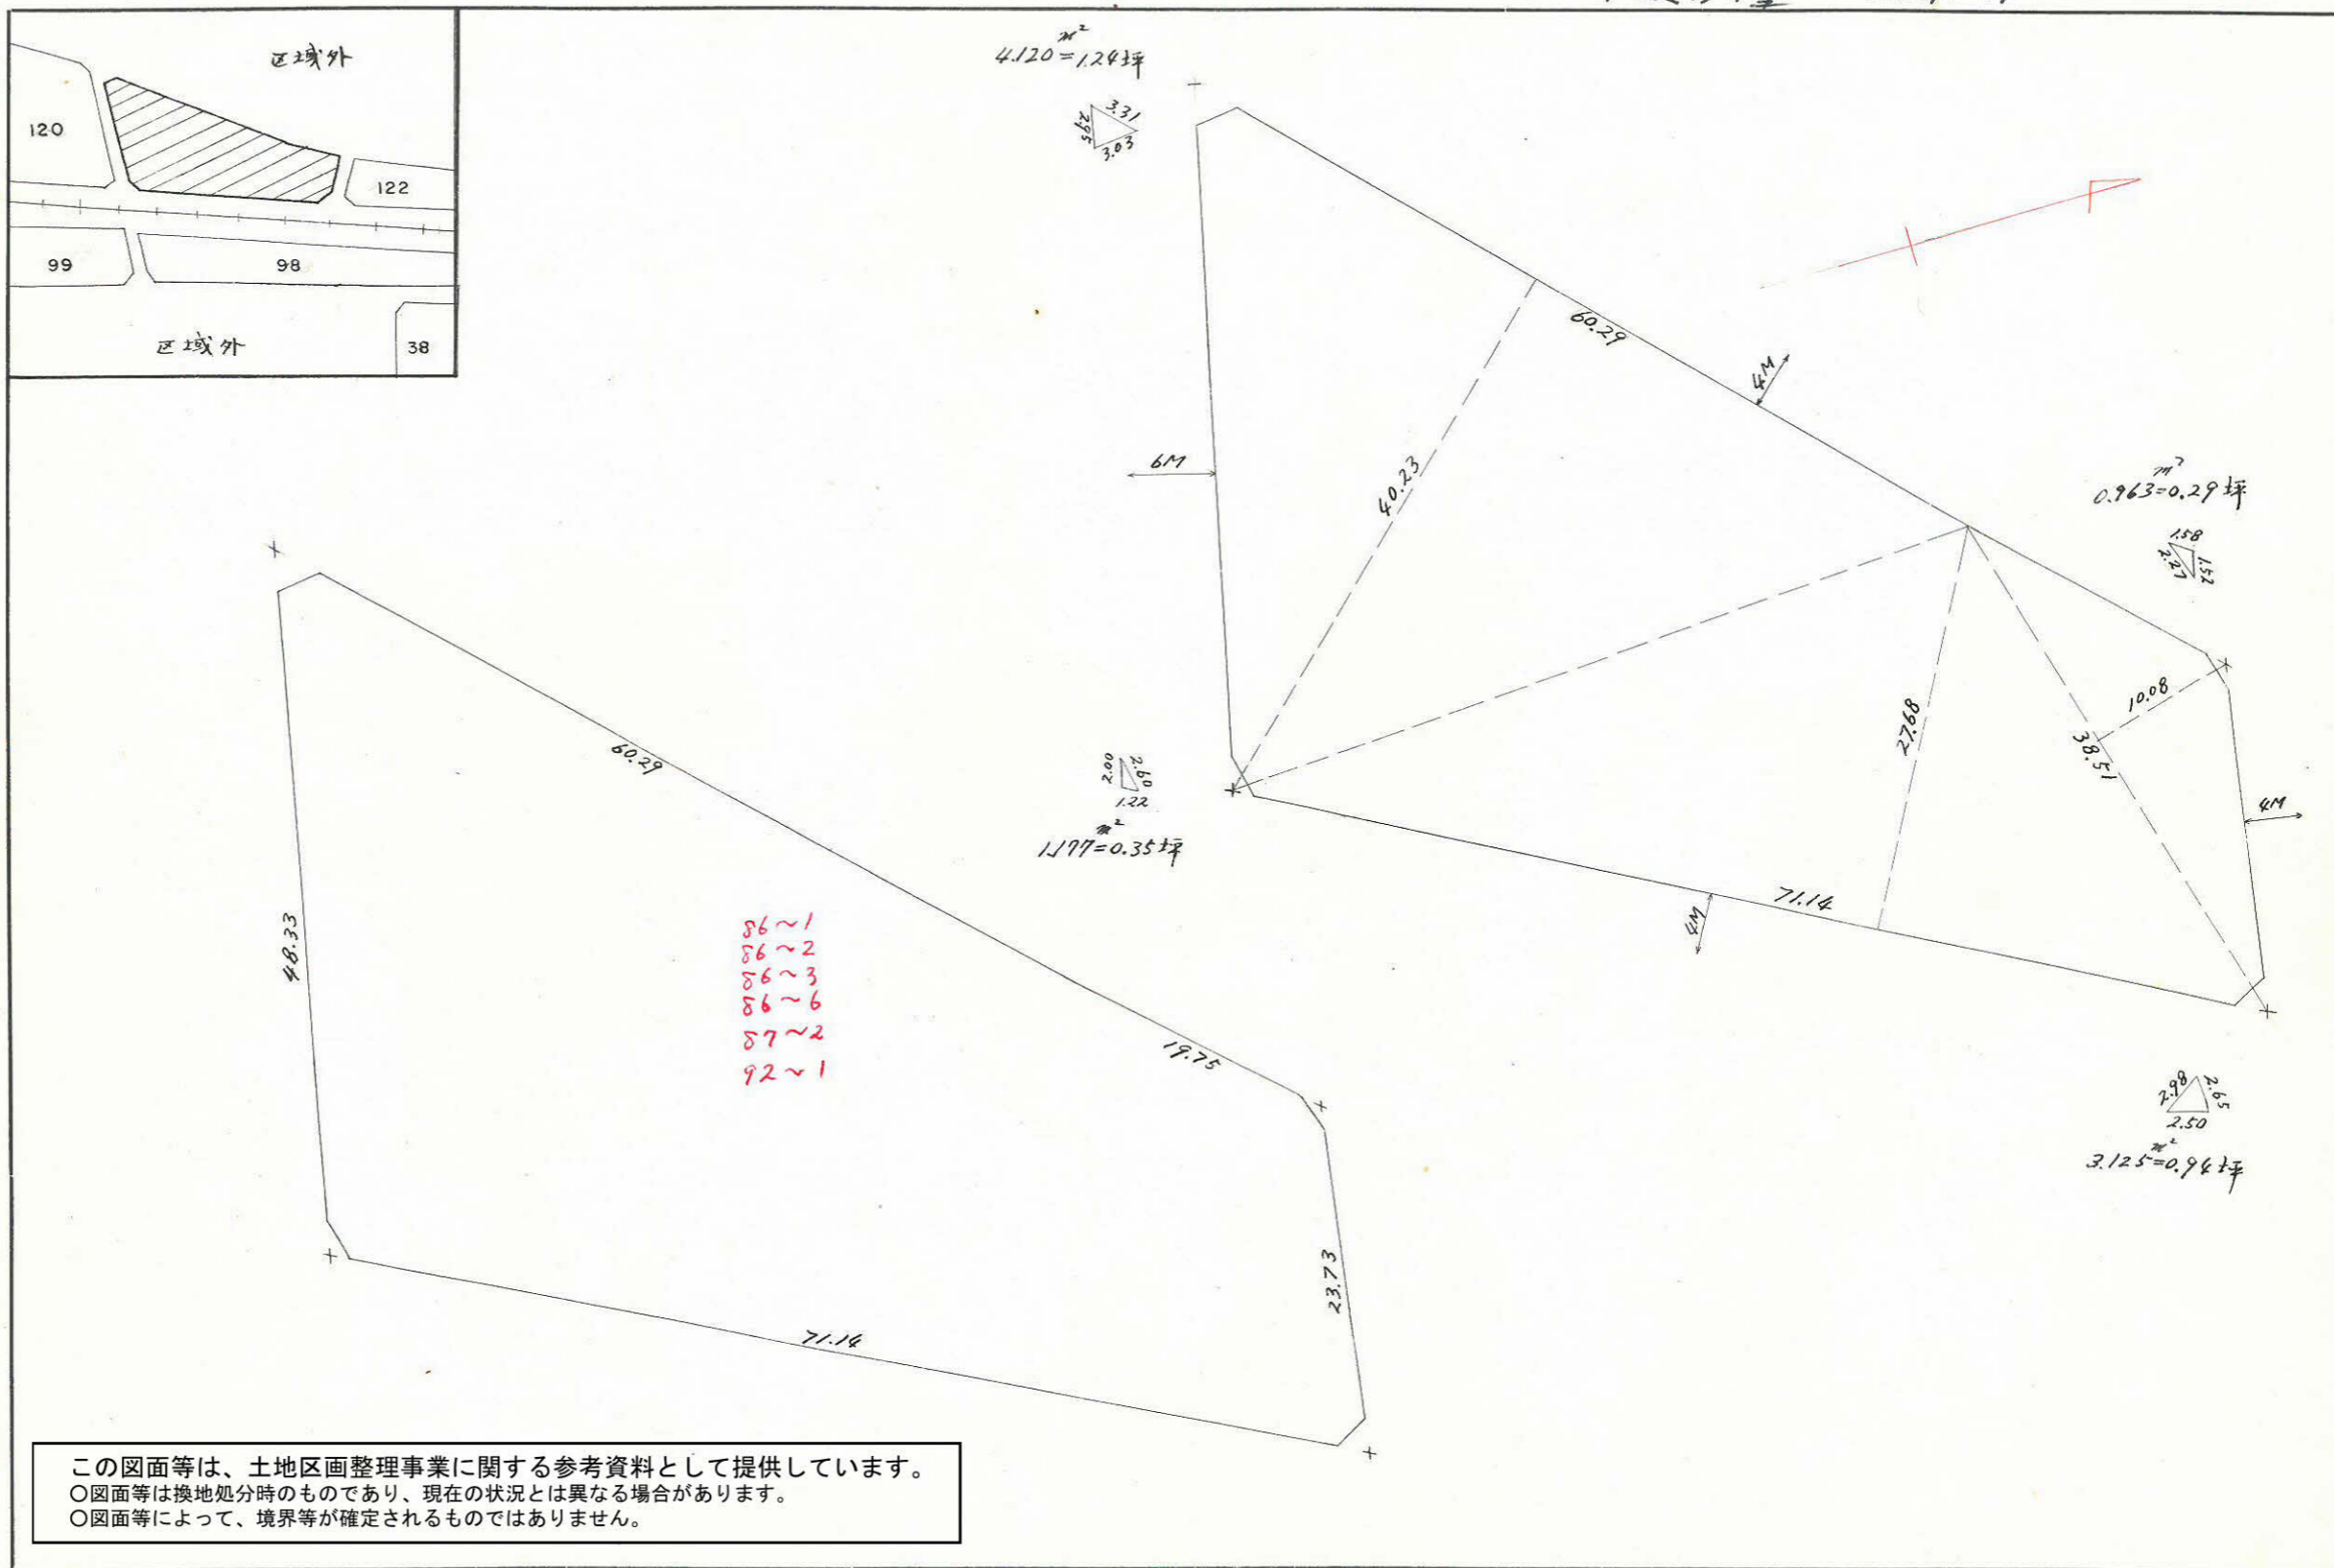 区域外
120
122
99
98
区域外
38
m²
4.120=1.24坪
3.31
2.95
3.03
60.29
4M
6M
40.23
m²
0.963=0.29坪
1.58
2.27
1.52
10.08
27.68
38.51
4M
71.14
4M
2.00
2.60
1.22
m²
1.177=0.35坪
2.98
2.65
2.50
m²
3.125=0.94坪
60.29
48.33
86~1
86~2
86~3
86~6
87~2
92~1
19.75
23.73
71.14
この図面等は、土地区画整理事業に関する参考資料として提供しています。
○図面等は換地処分時のものであり、現在の状況とは異なる場合があります。
○図面等によって、境界等が確定されるものではありません。